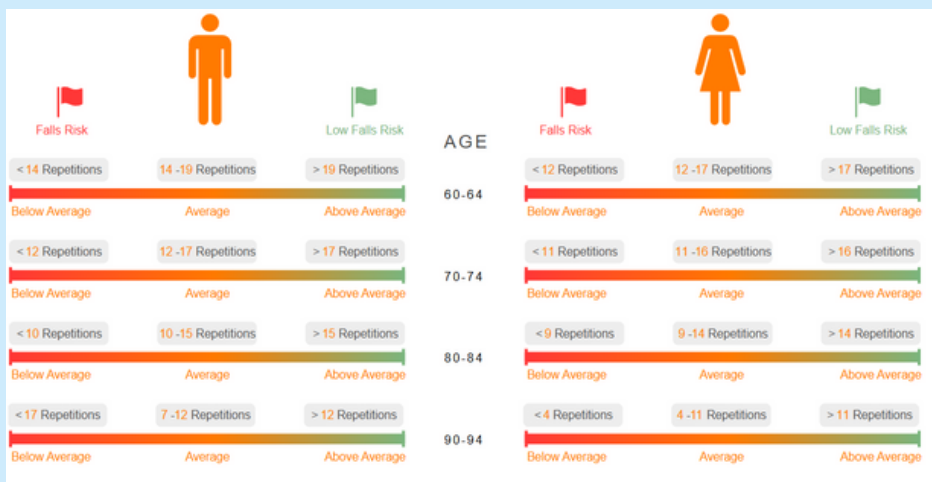 Falls Risk Low Falls Risk Falls Risk Low Falls Risk
AGE
< 14 Repetitions 14 -19 Repetitions > 19 Repetitions <12 Repetitions 12 -17 Repetitions > 17 Repetitions
60-64
Below Average Average Above Average Below Average Average Above Average
<12 Repetitions 12 -17 Repetitions > 17 Repetitions <11 Repetitions 11 -16 Repetitions > 16 Repetitions
70-74
Below Average Average Above Average Below Average Average Above Average
<10 Repetitions 10 -15 Repetitions > 15 Repetitions <9 Repetitions 9 -14 Repetitions > 14 Repetitions
80-84
Below Average Average Above Average Below Average Average Above Average
<17 Repetitions 7 -12 Repetitions > 12 Repetitions <4 Repetitions 4 -11 Repetitions > 11 Repetitions
90-94
Below Average Average Above Average Below Average Average Above Average